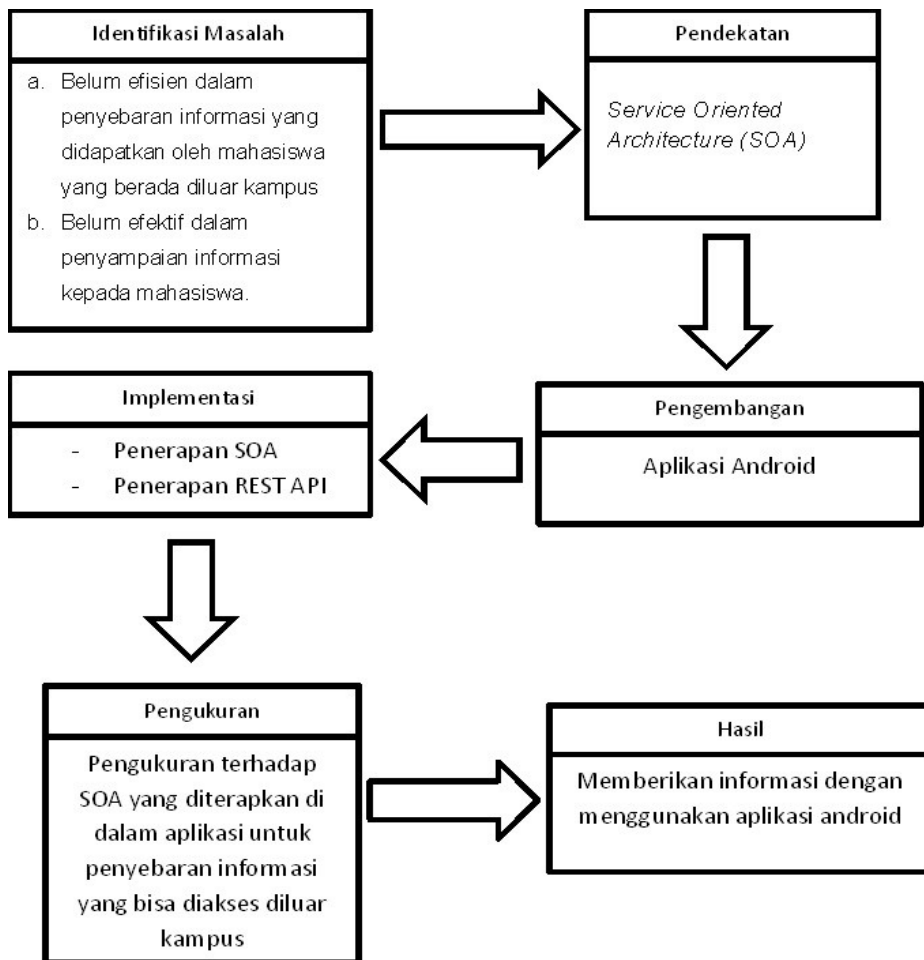 Identifikasi Masalah
a. Belum efisien dalam
penyebaran informasi yang
didapatkan oleh mahasiswa
yang berada diluar kampus
b. Belum efektif dalam
penyampaian informasi
kepada mahasiswa.
Pendekatan
Service Oriented
Architecture (SOA)
Pengembangan
Aplikasi Android
Implementasi
- Penerapan SOA
- Penerapan REST API
Pengukuran
Pengukuran terhadap
SOA yang diterapkan di
dalam aplikasi untuk
penyebaran informasi
yang bisa diakses diluar
kampus
Hasil
Memberikan informasi dengan
menggunakan aplikasi android